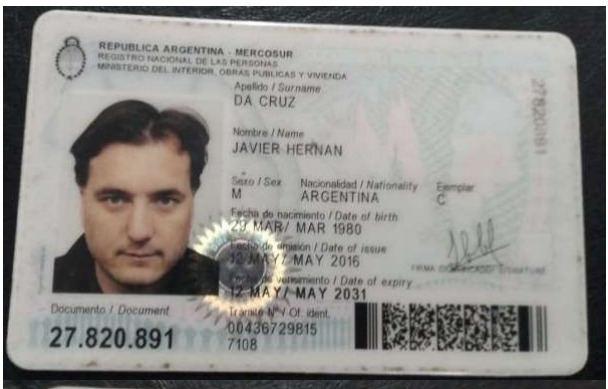 REPUBLICA ARGENTINA - MERCOSUR
REGISTRO NACIONAL DE LAS PERSONAS
MINISTERIO DEL INTERIOR, OBRAS PUBLICAS Y VIVIENDA
Apellido / Surname
DA CRUZ
Nombre / Name
JAVIER HERNAN
Sexo / Sex Nacionalidad / Nationality Ejemplar
M ARGENTINA C
Fecha de nacimiento / Date of birth
29 MAR/ MAR 1980
Fecha de emisión / Date of issue
12 MAY/ MAY 2016
Fecha de vencimiento / Date of expiry
12 MAY/ MAY 2031
FIRMA SIGNATURE
Documento / Document
27.820.891
Trámite Nº / Of. ident.
00436729815
7108
27820891